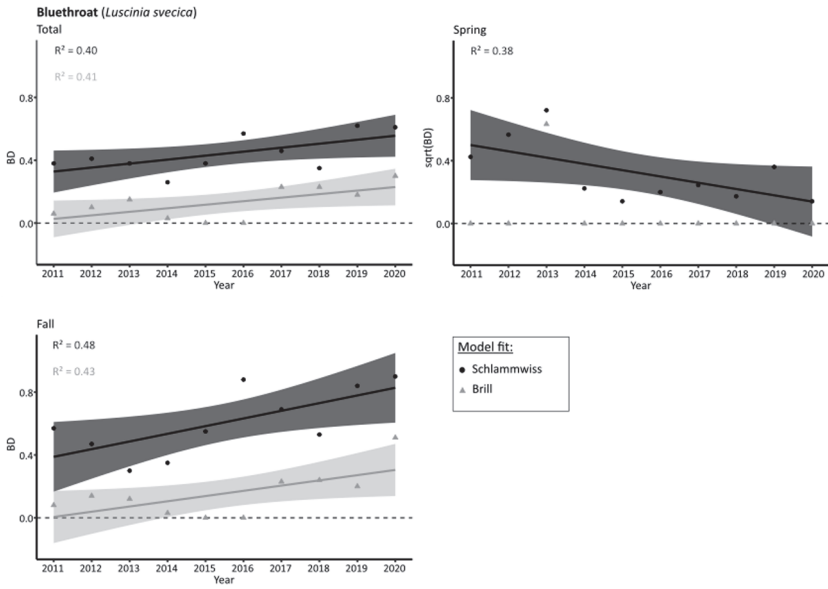 Bluethroat (Luscinia svecica)
Total
R² = 0.40
R² = 0.41
0.8
0.4
0.0
BD
2011 2012 2013 2014 2015 2016 2017 2018 2019 2020
Year
Spring
R² = 0.38
0.8
0.4
0.0
sqrt(BD)
2011 2012 2013 2014 2015 2016 2017 2018 2019 2020
Year
Fall
R² = 0.48
R² = 0.43
0.8
0.4
0.0
BD
2011 2012 2013 2014 2015 2016 2017 2018 2019 2020
Year
Model fit:
Schlammwiss
Brill